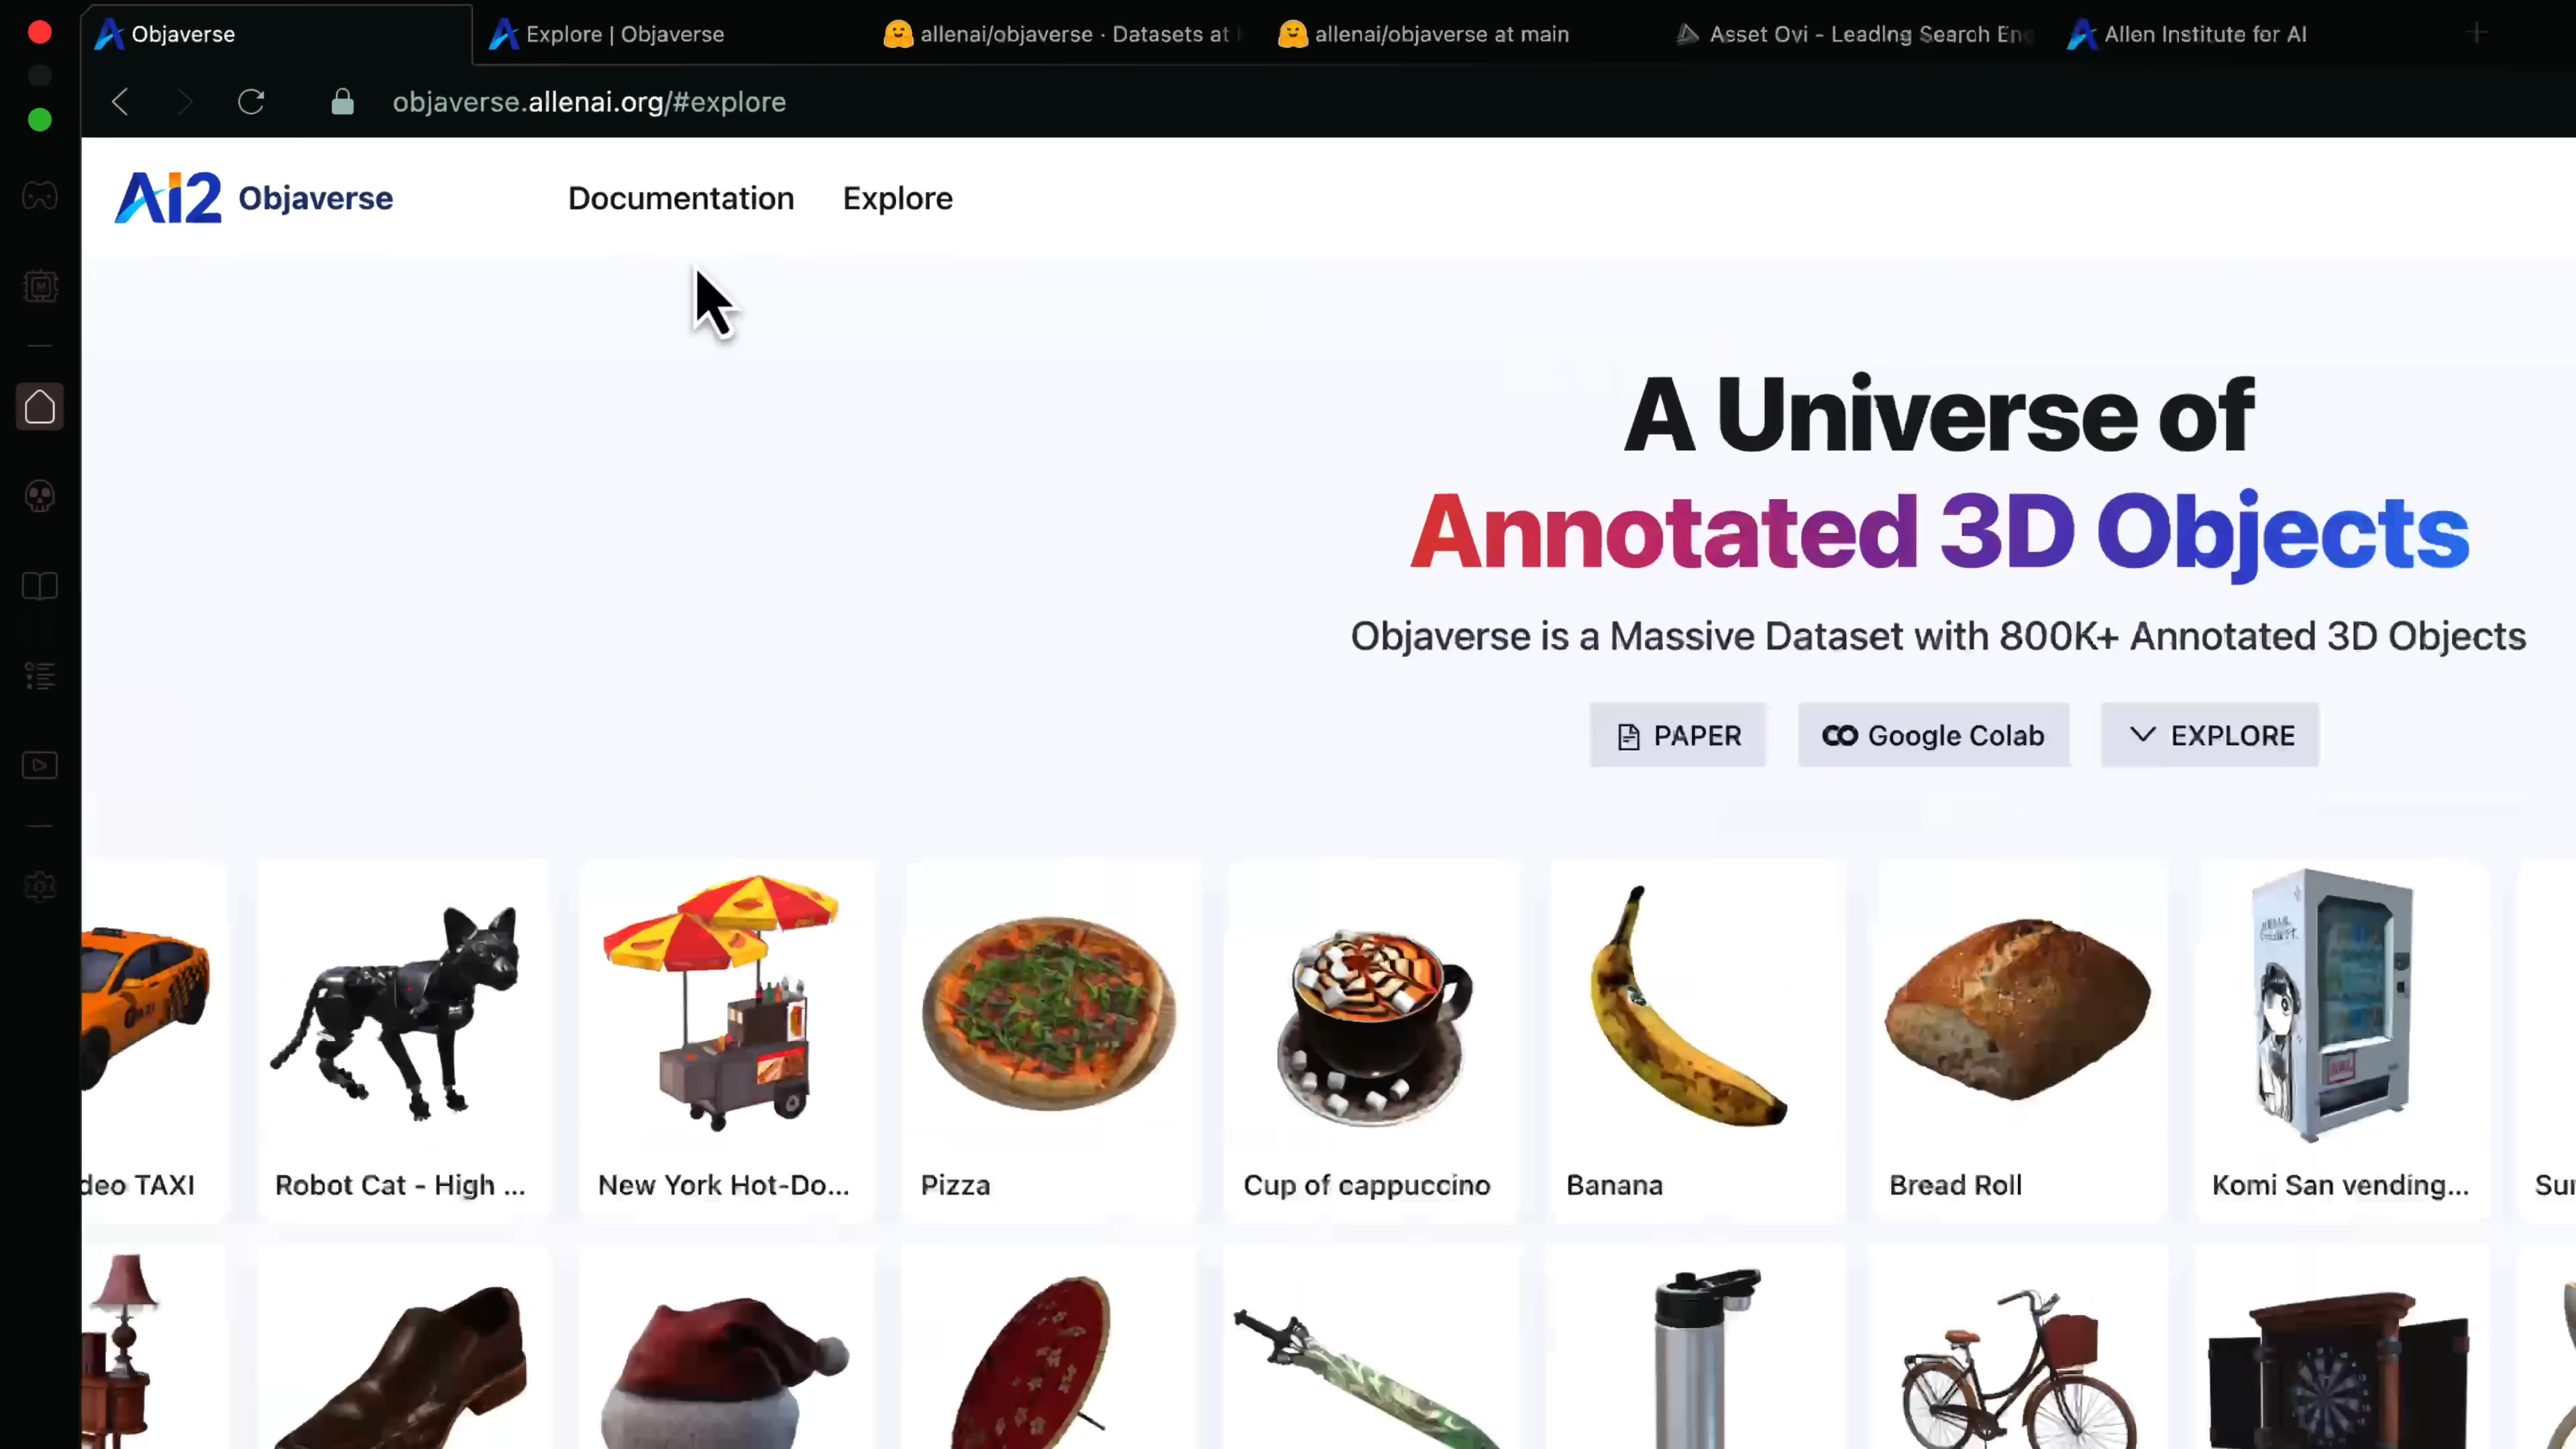 Objaverse
Explore | Objaverse
allenai/objaverse · Datasets at
allenai/objaverse at main
Asset Ovi - Leading Search Eng
Allen Institute for AI
objaverse.allenai.org/#explore
Ai2 Objaverse
Documentation
Explore
A Universe of
Annotated 3D Objects
Objaverse is a Massive Dataset with 800K+ Annotated 3D Objects
PAPER
Google Colab
EXPLORE
deo TAXI
Robot Cat - High ...
New York Hot-Do...
Pizza
Cup of cappuccino
Banana
Bread Roll
Komi San vending...